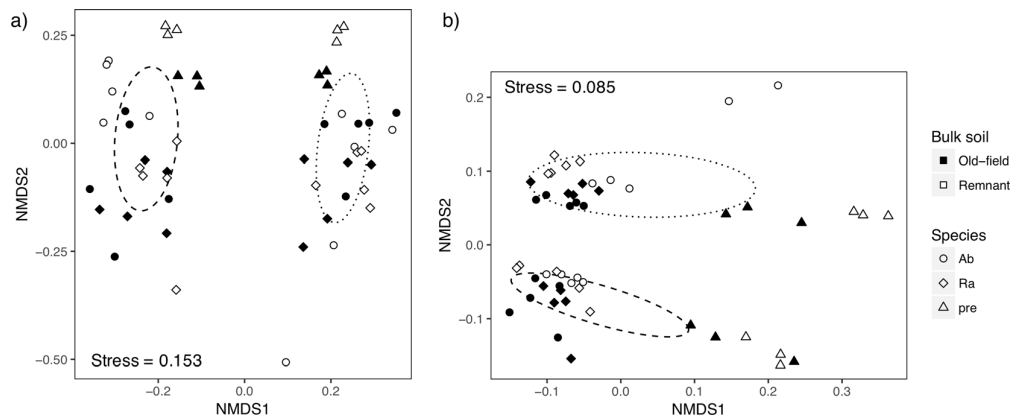 a)
0.25
0.00
−0.25
−0.50
NMDS2
Stress = 0.153
−0.2
0.0
0.2
NMDS1
b)
Stress = 0.085
0.2
0.1
0.0
−0.1
NMDS2
−0.1
0.0
0.1
0.2
0.3
NMDS1
Bulk soil
Old−field
Remnant
Species
Ab
Ra
pre